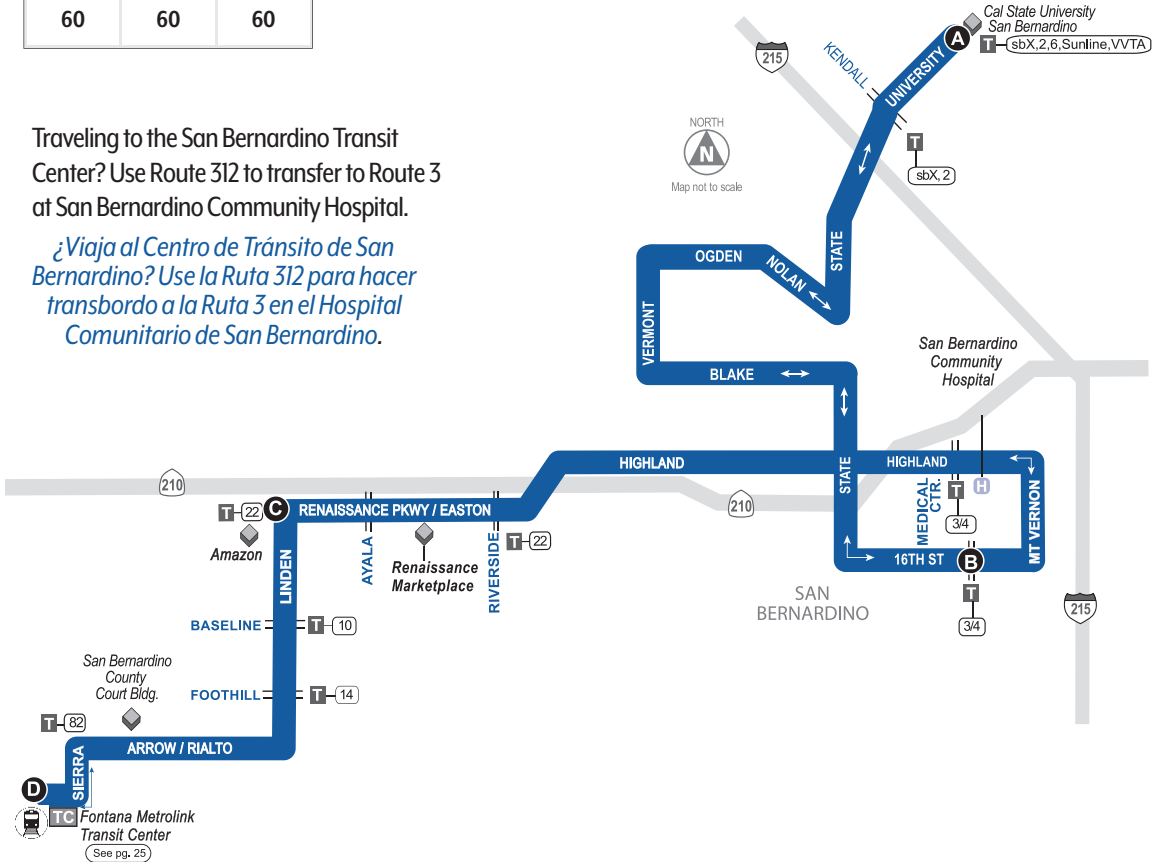 60 60 60
Traveling to the San Bernardino Transit
Center? Use Route 312 to transfer to Route 3
at San Bernardino Community Hospital.
¿Viaja al Centro de Tránsito de San
Bernardino? Use la Ruta 312 para hacer
transbordo a la Ruta 3 en el Hospital
Comunitario de San Bernardino.
Cal State University
San Bernardino
A
T sbX,2,6,Sunline,VVTA
215
KENDALL
UNIVERSITY
NORTH
N
Map not to scale
T
sbX, 2
STATE
OGDEN
NOLAN
VERMONT
BLAKE
San Bernardino
Community
Hospital
HIGHLAND
STATE
HIGHLAND
210
210
MEDICAL
CTR.
T
3/4
H
MT VERNON
16TH ST
B
T
3/4
SAN
BERNARDINO
215
T 22
C
RENAISSANCE PKWY / EASTON
Amazon
AYALA
Renaissance
Marketplace
RIVERSIDE
T 22
LINDEN
BASELINE
T 10
San Bernardino
County
Court Bldg.
FOOTHILL
T 14
T 82
ARROW / RIALTO
SIERRA
D
TC Fontana Metrolink
Transit Center
See pg. 25